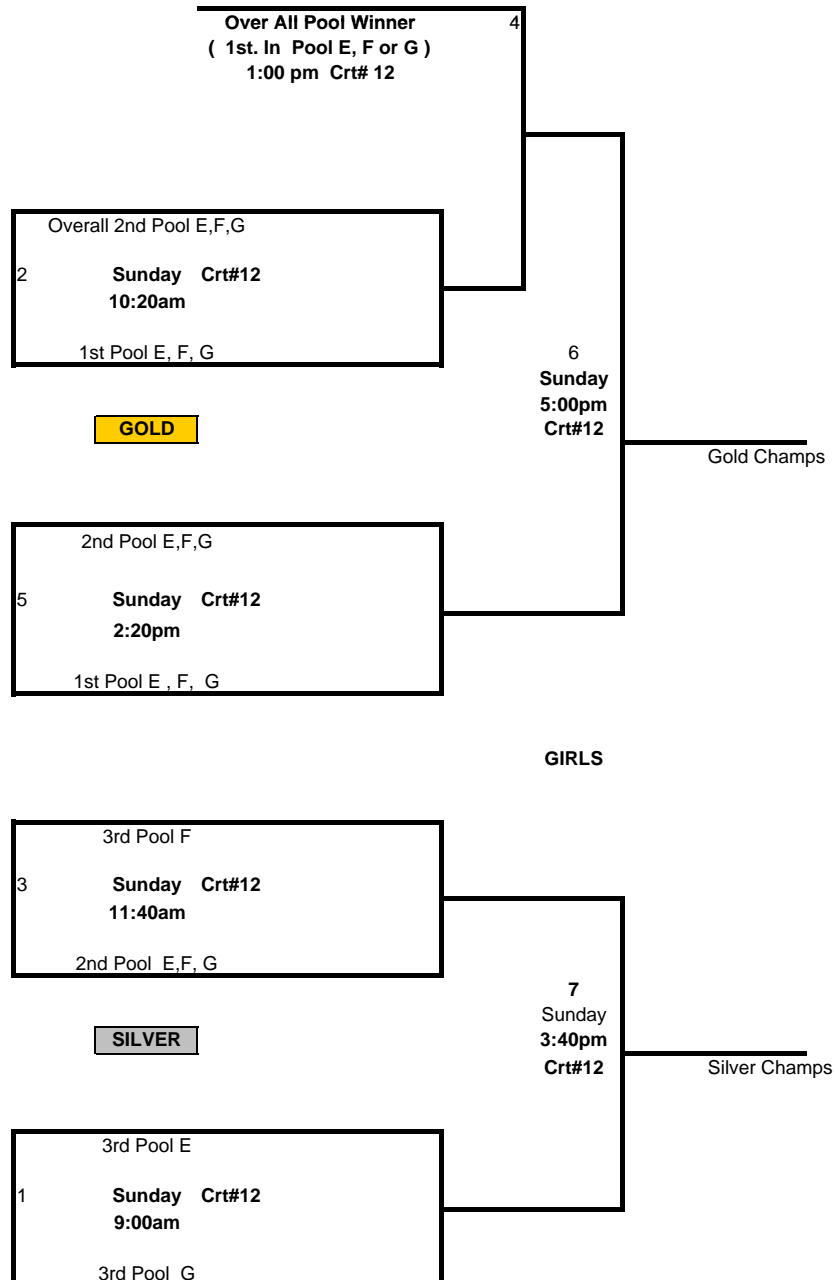 Over All Pool Winner 4
( 1st. In Pool E, F or G )
1:00 pm Crt# 12
Overall 2nd Pool E,F,G
2 Sunday Crt#12
10:20am
1st Pool E, F, G
6
Sunday
5:00pm
GOLD Crt#12
Gold Champs
2nd Pool E,F,G
5 Sunday Crt#12
2:20pm
1st Pool E , F, G
GIRLS
3rd Pool F
3 Sunday Crt#12
11:40am
2nd Pool E,F, G
7
Sunday
SILVER 3:40pm
Crt#12 Silver Champs
3rd Pool E
1 Sunday Crt#12
9:00am
3rd Pool G